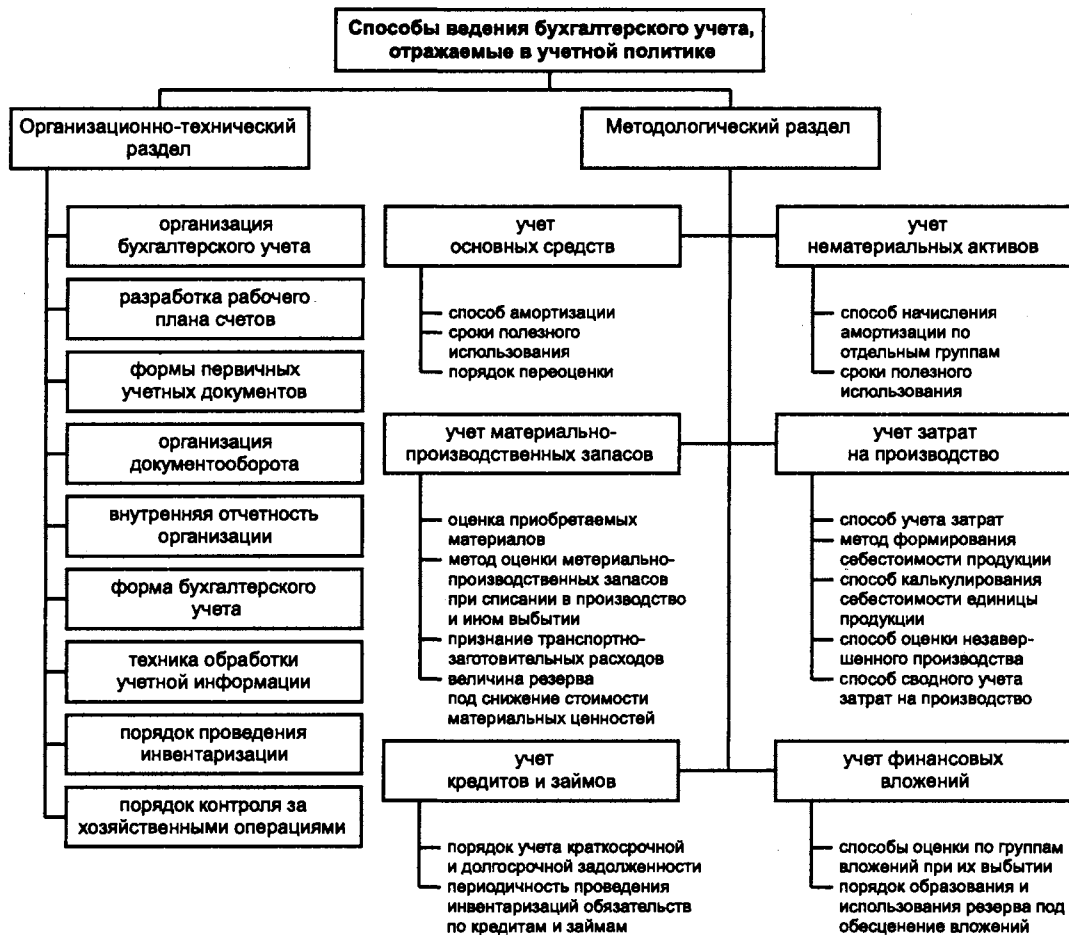 Способы ведения бухгалтерского учета,
отражаемые в учетной политике
Организационно-технический
раздел
организация
бухгалтерского учета
разработка рабочего
плана счетов
формы первичных
учетных документов
организация
документооборота
внутренняя отчетность
организации
форма бухгалтерского
учета
техника обработки
учетной информации
порядок проведения
инвентаризации
порядок контроля за
хозяйственными операциями
Методологический раздел
учет
основных средств
способ амортизации
сроки полезного
использования
порядок переоценки
учет
нематериальных активов
способ начисления
амортизации по
отдельным группам
сроки полезного
использования
учет материально-
производственных запасов
оценка приобретаемых
материалов
метод оценки метериально-
производственных запасов
при списании в производство
и ином выбытии
признание транспортно-
заготовительных расходов
величина резерва
под снижение стоимости
материальных ценностей
учет затрат
на производство
способ учета затрат
метод формирования
себестоимости продукции
способ калькулирования
себестоимости единицы
продукции
способ оценки незавер-
шенного производства
способ сводного учета
затрат на производство
учет
кредитов и займов
порядок учета краткосрочной
и долгосрочной задолженности
периодичность проведения
инвентаризаций обязательств
по кредитам и займам
учет финансовых
вложений
способы оценки по группам
вложений при их выбытии
порядок образования и
использования резерва под
обесценение вложений